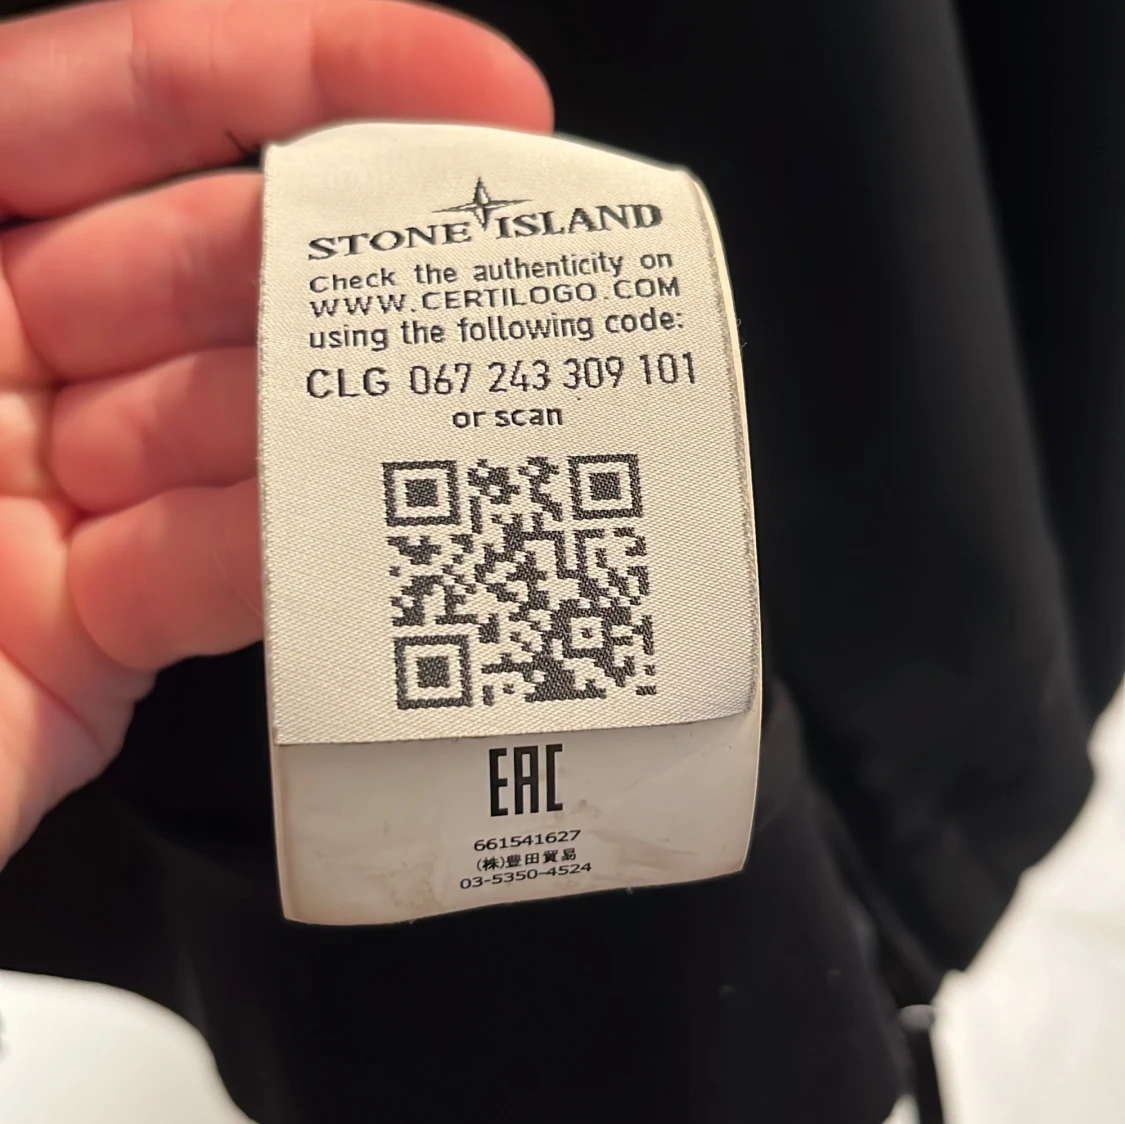 STONE ISLAND
Check the authenticity on
WWW.CERTILOGO.COM
using the following code:
CLG 067 243 309 101
or scan
EAC
661541627
(株)豊田貿易
03-5350-4524